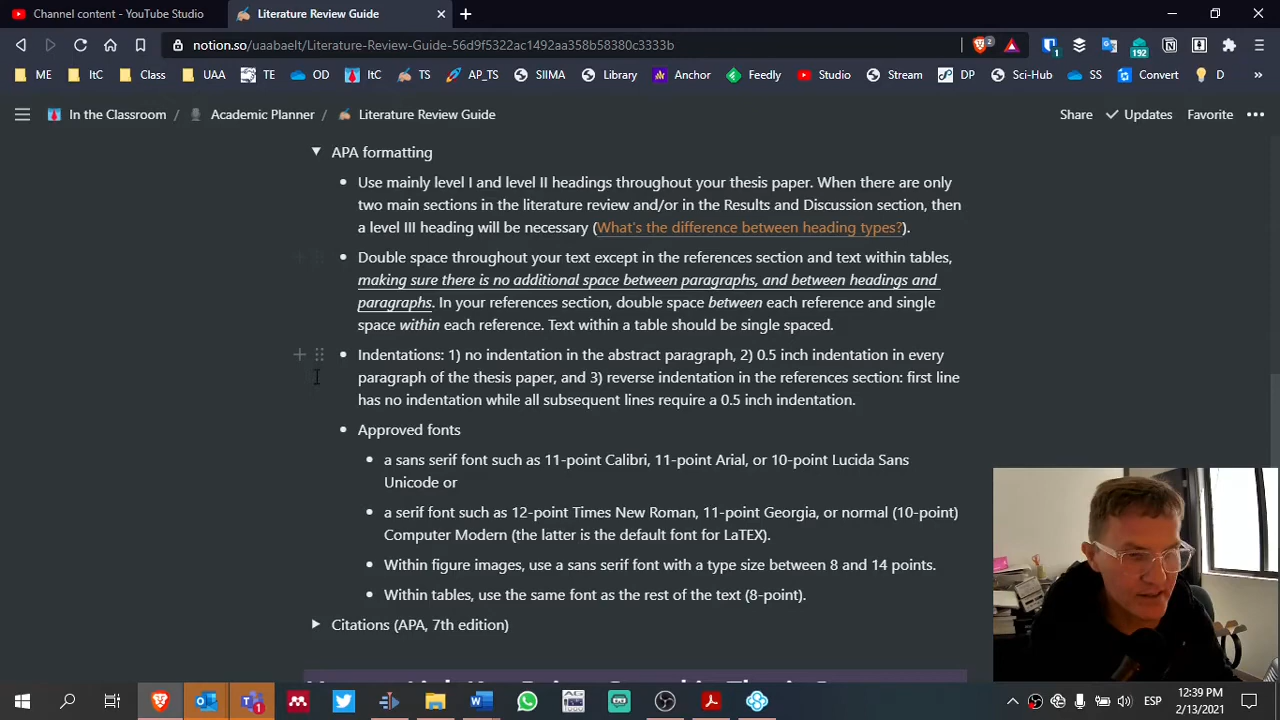 Channel content - YouTube Studio
Literature Review Guide
notion.so/uaabaelt/Literature-Review-Guide-56d9f5322ac1492aa358b58380c3333b
2
192
ME ItC Class UAA TE OD ItC TS AP_TS SIIMA Library Anchor Feedly Studio Stream DP Sci-Hub SS Convert D »
In the Classroom / Academic Planner / Literature Review Guide
Share Updates Favorite
APA formatting
Use mainly level I and level II headings throughout your thesis paper. When there are only
two main sections in the literature review and/or in the Results and Discussion section, then
a level III heading will be necessary (What's the difference between heading types?).
Double space throughout your text except in the references section and text within tables,
making sure there is no additional space between paragraphs, and between headings and
paragraphs. In your references section, double space between each reference and single
space within each reference. Text within a table should be single spaced.
Indentations: 1) no indentation in the abstract paragraph, 2) 0.5 inch indentation in every
paragraph of the thesis paper, and 3) reverse indentation in the references section: first line
has no indentation while all subsequent lines require a 0.5 inch indentation.
Approved fonts
a sans serif font such as 11-point Calibri, 11-point Arial, or 10-point Lucida Sans
Unicode or
a serif font such as 12-point Times New Roman, 11-point Georgia, or normal (10-point)
Computer Modern (the latter is the default font for LaTEX).
Within figure images, use a sans serif font with a type size between 8 and 14 points.
Within tables, use the same font as the rest of the text (8-point).
Citations (APA, 7th edition)
ESP
12:39 PM
2/13/2021